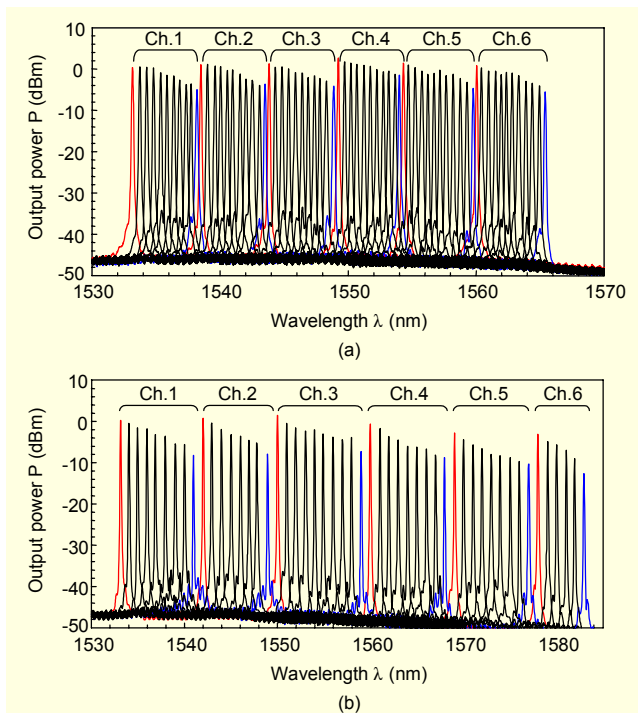 Ch.1 Ch.2 Ch.3 Ch.4 Ch.5 Ch.6
Output power P (dBm)
10
0
-10
-20
-30
-40
-50
1530 1540 1550 1560 1570
Wavelength λ (nm)
(a)
Ch.1 Ch.2 Ch.3 Ch.4 Ch.5 Ch.6
Output power P (dBm)
10
0
-10
-20
-30
-40
-50
1530 1540 1550 1560 1570 1580
Wavelength λ (nm)
(b)